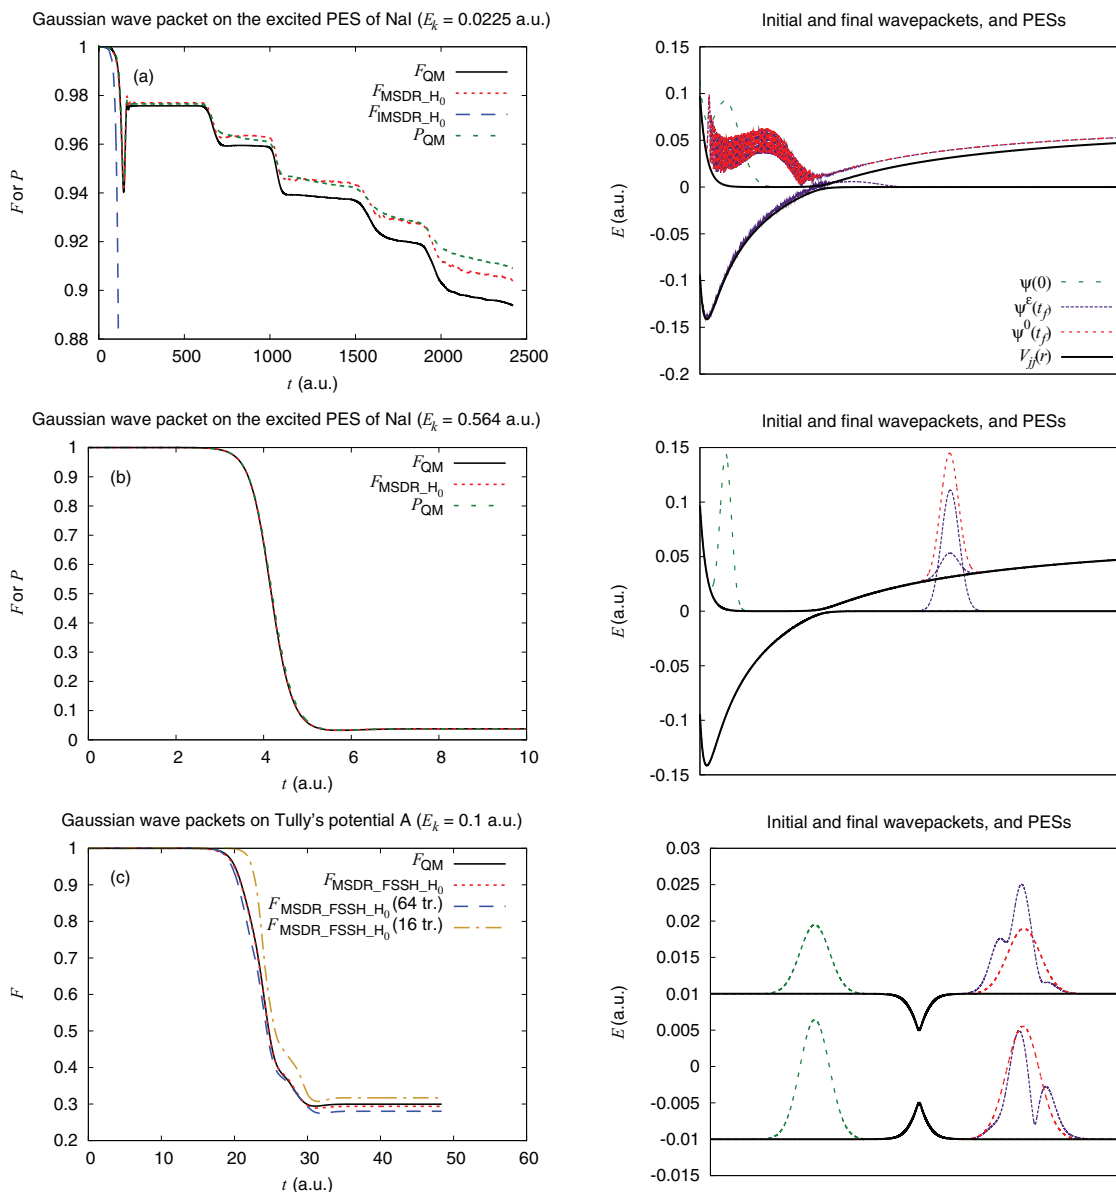 Gaussian wave packet on the excited PES of NaI (E_k = 0.0225 a.u.)
1
0.98
0.96
0.94
0.92
0.9
0.88
F or P
(a)
F_QM
F_MSDR_H_0
F_IMSDR_H_0
P_QM
0
500
1000
1500
2000
2500
t (a.u.)
Initial and final wavepackets, and PESs
0.15
0.1
0.05
0
-0.05
-0.1
-0.15
-0.2
E (a.u.)
ψ(0)
ψ^ε(t_f)
ψ^0(t_f)
V_jj(r)
Gaussian wave packet on the excited PES of NaI (E_k = 0.564 a.u.)
1
0.9
0.8
0.7
0.6
0.5
0.4
0.3
0.2
0.1
0
F or P
(b)
F_QM
F_MSDR_H_0
P_QM
0
2
4
6
8
10
t (a.u.)
Initial and final wavepackets, and PESs
0.15
0.1
0.05
0
-0.05
-0.1
-0.15
E (a.u.)
Gaussian wave packets on Tully's potential A (E_k = 0.1 a.u.)
1
0.9
0.8
0.7
0.6
0.5
0.4
0.3
0.2
F
(c)
F_QM
F_MSDR_FSSH_H_0
F_MSDR_FSSH_H_0 (64 tr.)
F_MSDR_FSSH_H_0 (16 tr.)
0
10
20
30
40
50
60
t (a.u.)
Initial and final wavepackets, and PESs
0.03
0.025
0.02
0.015
0.01
0.005
0
-0.005
-0.01
-0.015
E (a.u.)